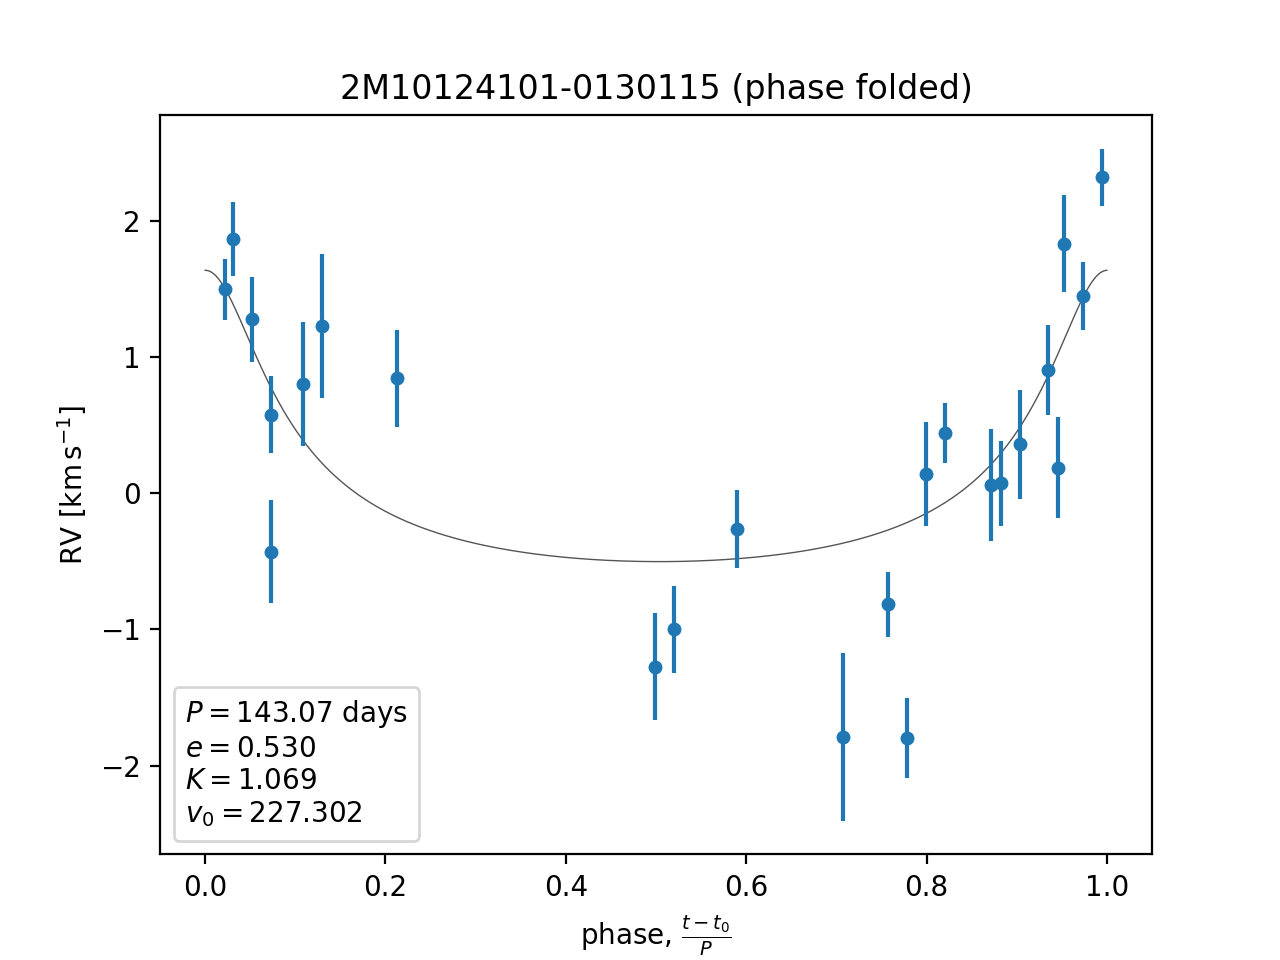 2M10124101-0130115 (phase folded)
RV [km s⁻¹]
2
1
0
−1
−2
P = 143.07 days
e = 0.530
K = 1.069
v₀ = 227.302
0.0 0.2 0.4 0.6 0.8 1.0
phase, (t − t₀)/P